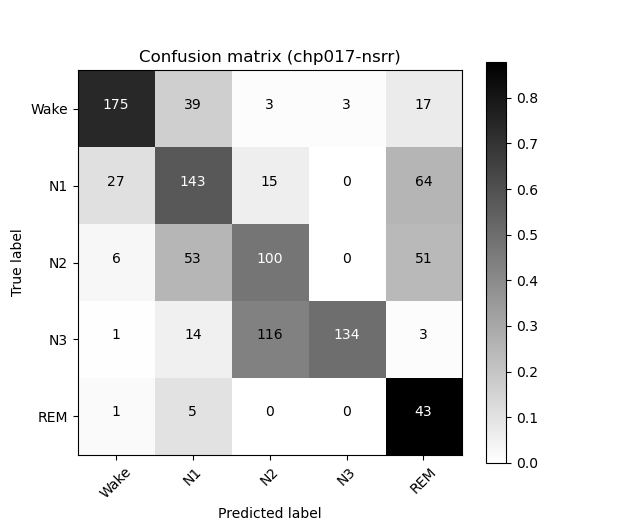 Confusion matrix (chp017-nsrr)
Wake 175 39 3 3 17
N1 27 143 15 0 64
N2 6 53 100 0 51
N3 1 14 116 134 3
REM 1 5 0 0 43
Wake N1 N2 N3 REM
True label
Predicted label
0.8
0.7
0.6
0.5
0.4
0.3
0.2
0.1
0.0